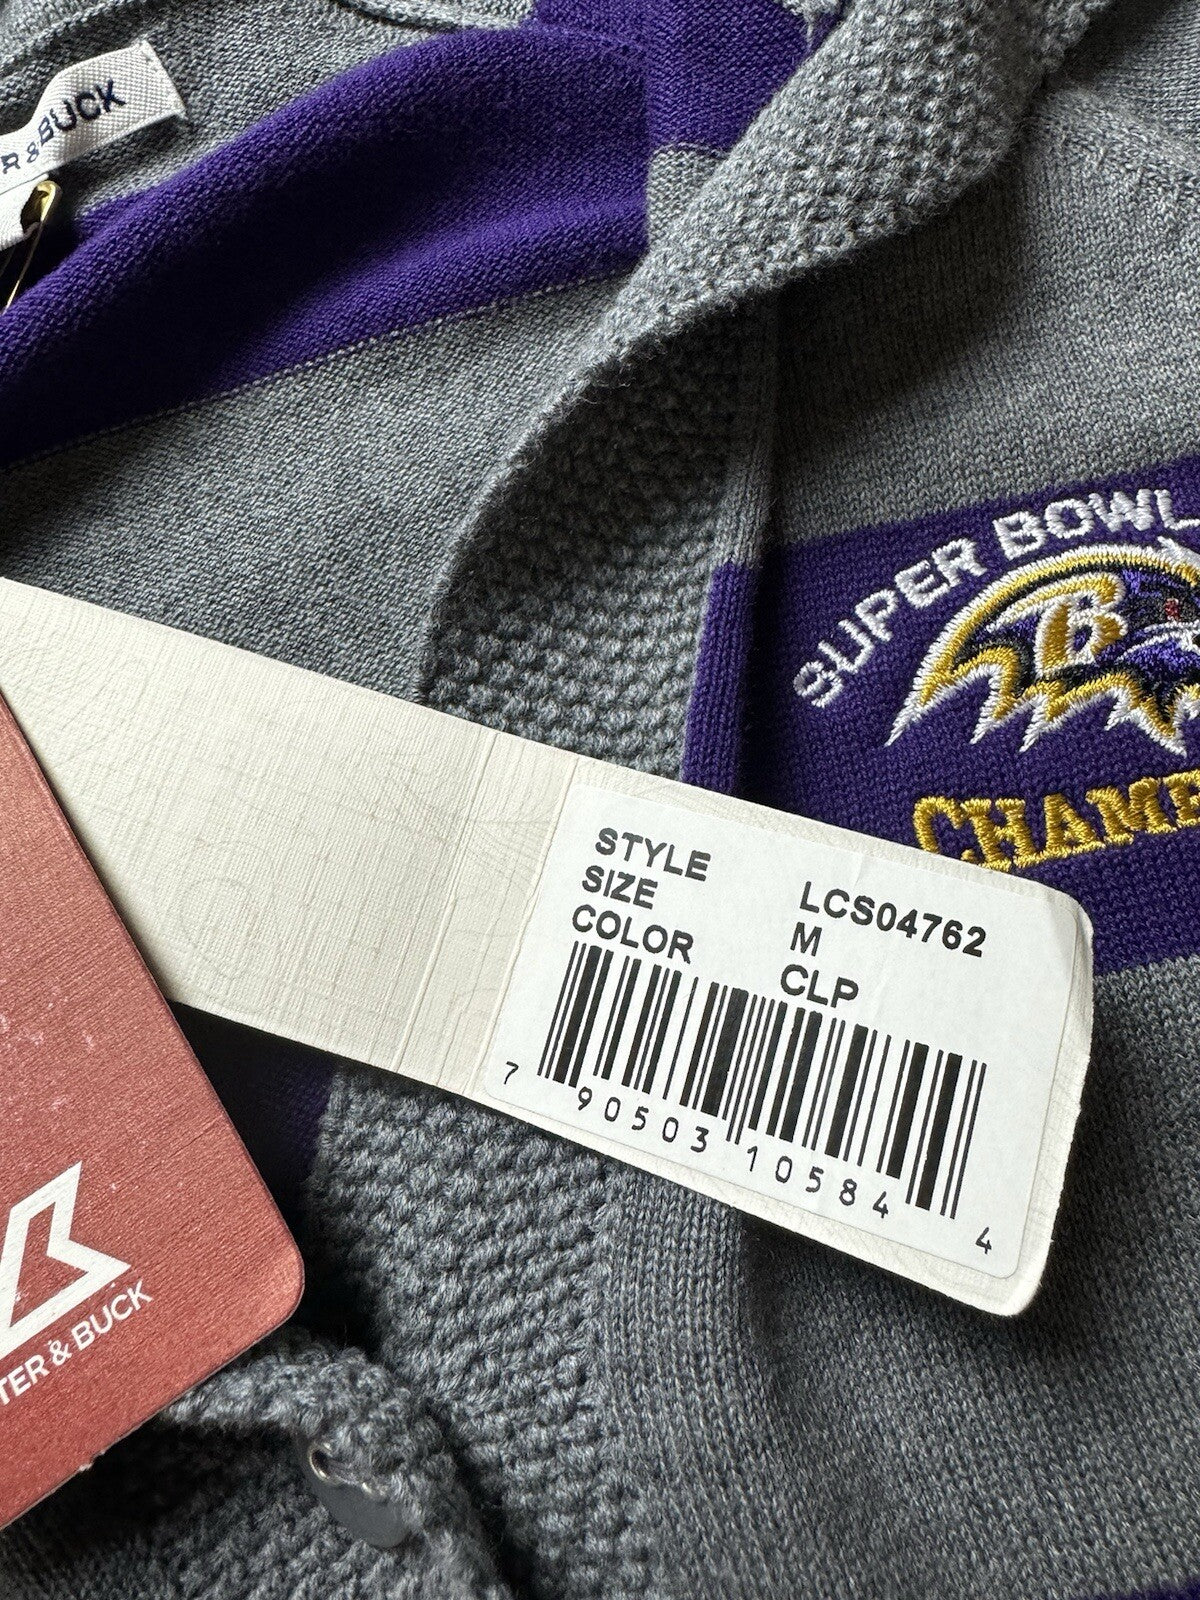 R & BUCK
SUPER BOWL
B
CHAMP
STYLE LCS04762
SIZE M
COLOR CLP
7 90503 10584 4
TER & BUCK